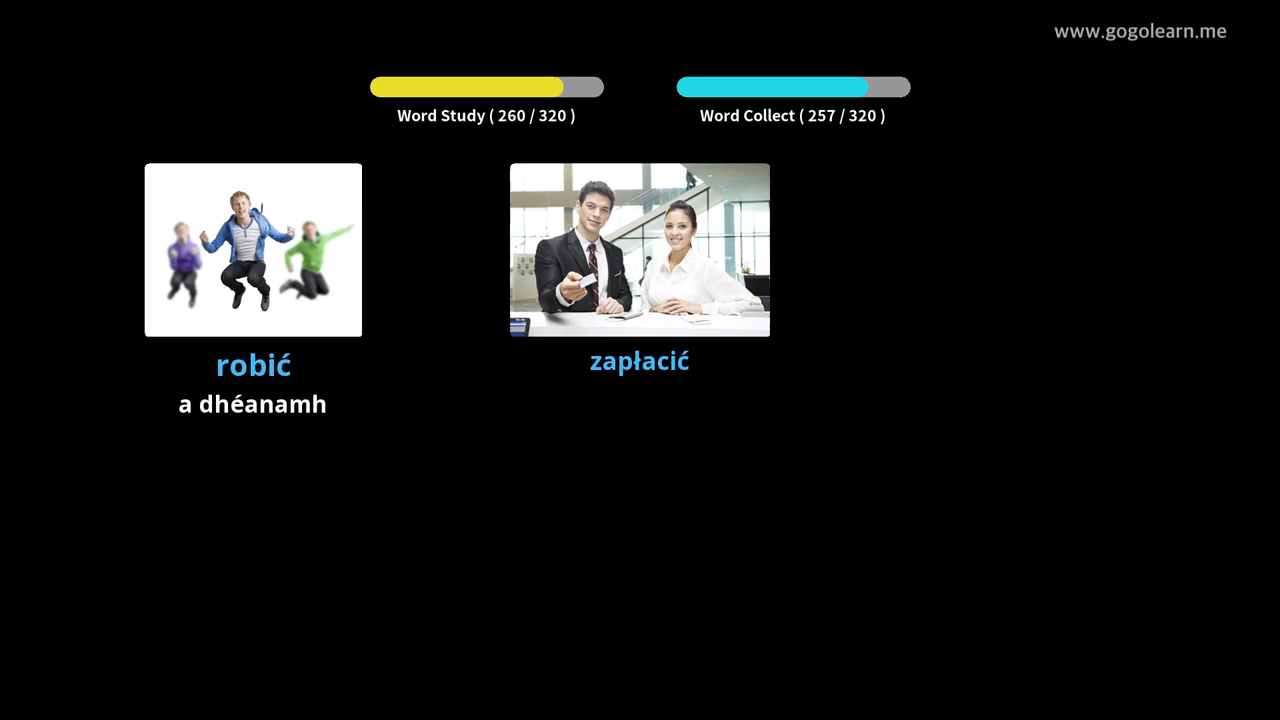 www.gogolearn.me
Word Study ( 260 / 320 )
Word Collect ( 257 / 320 )
robić
a dhéanamh
zapłacić